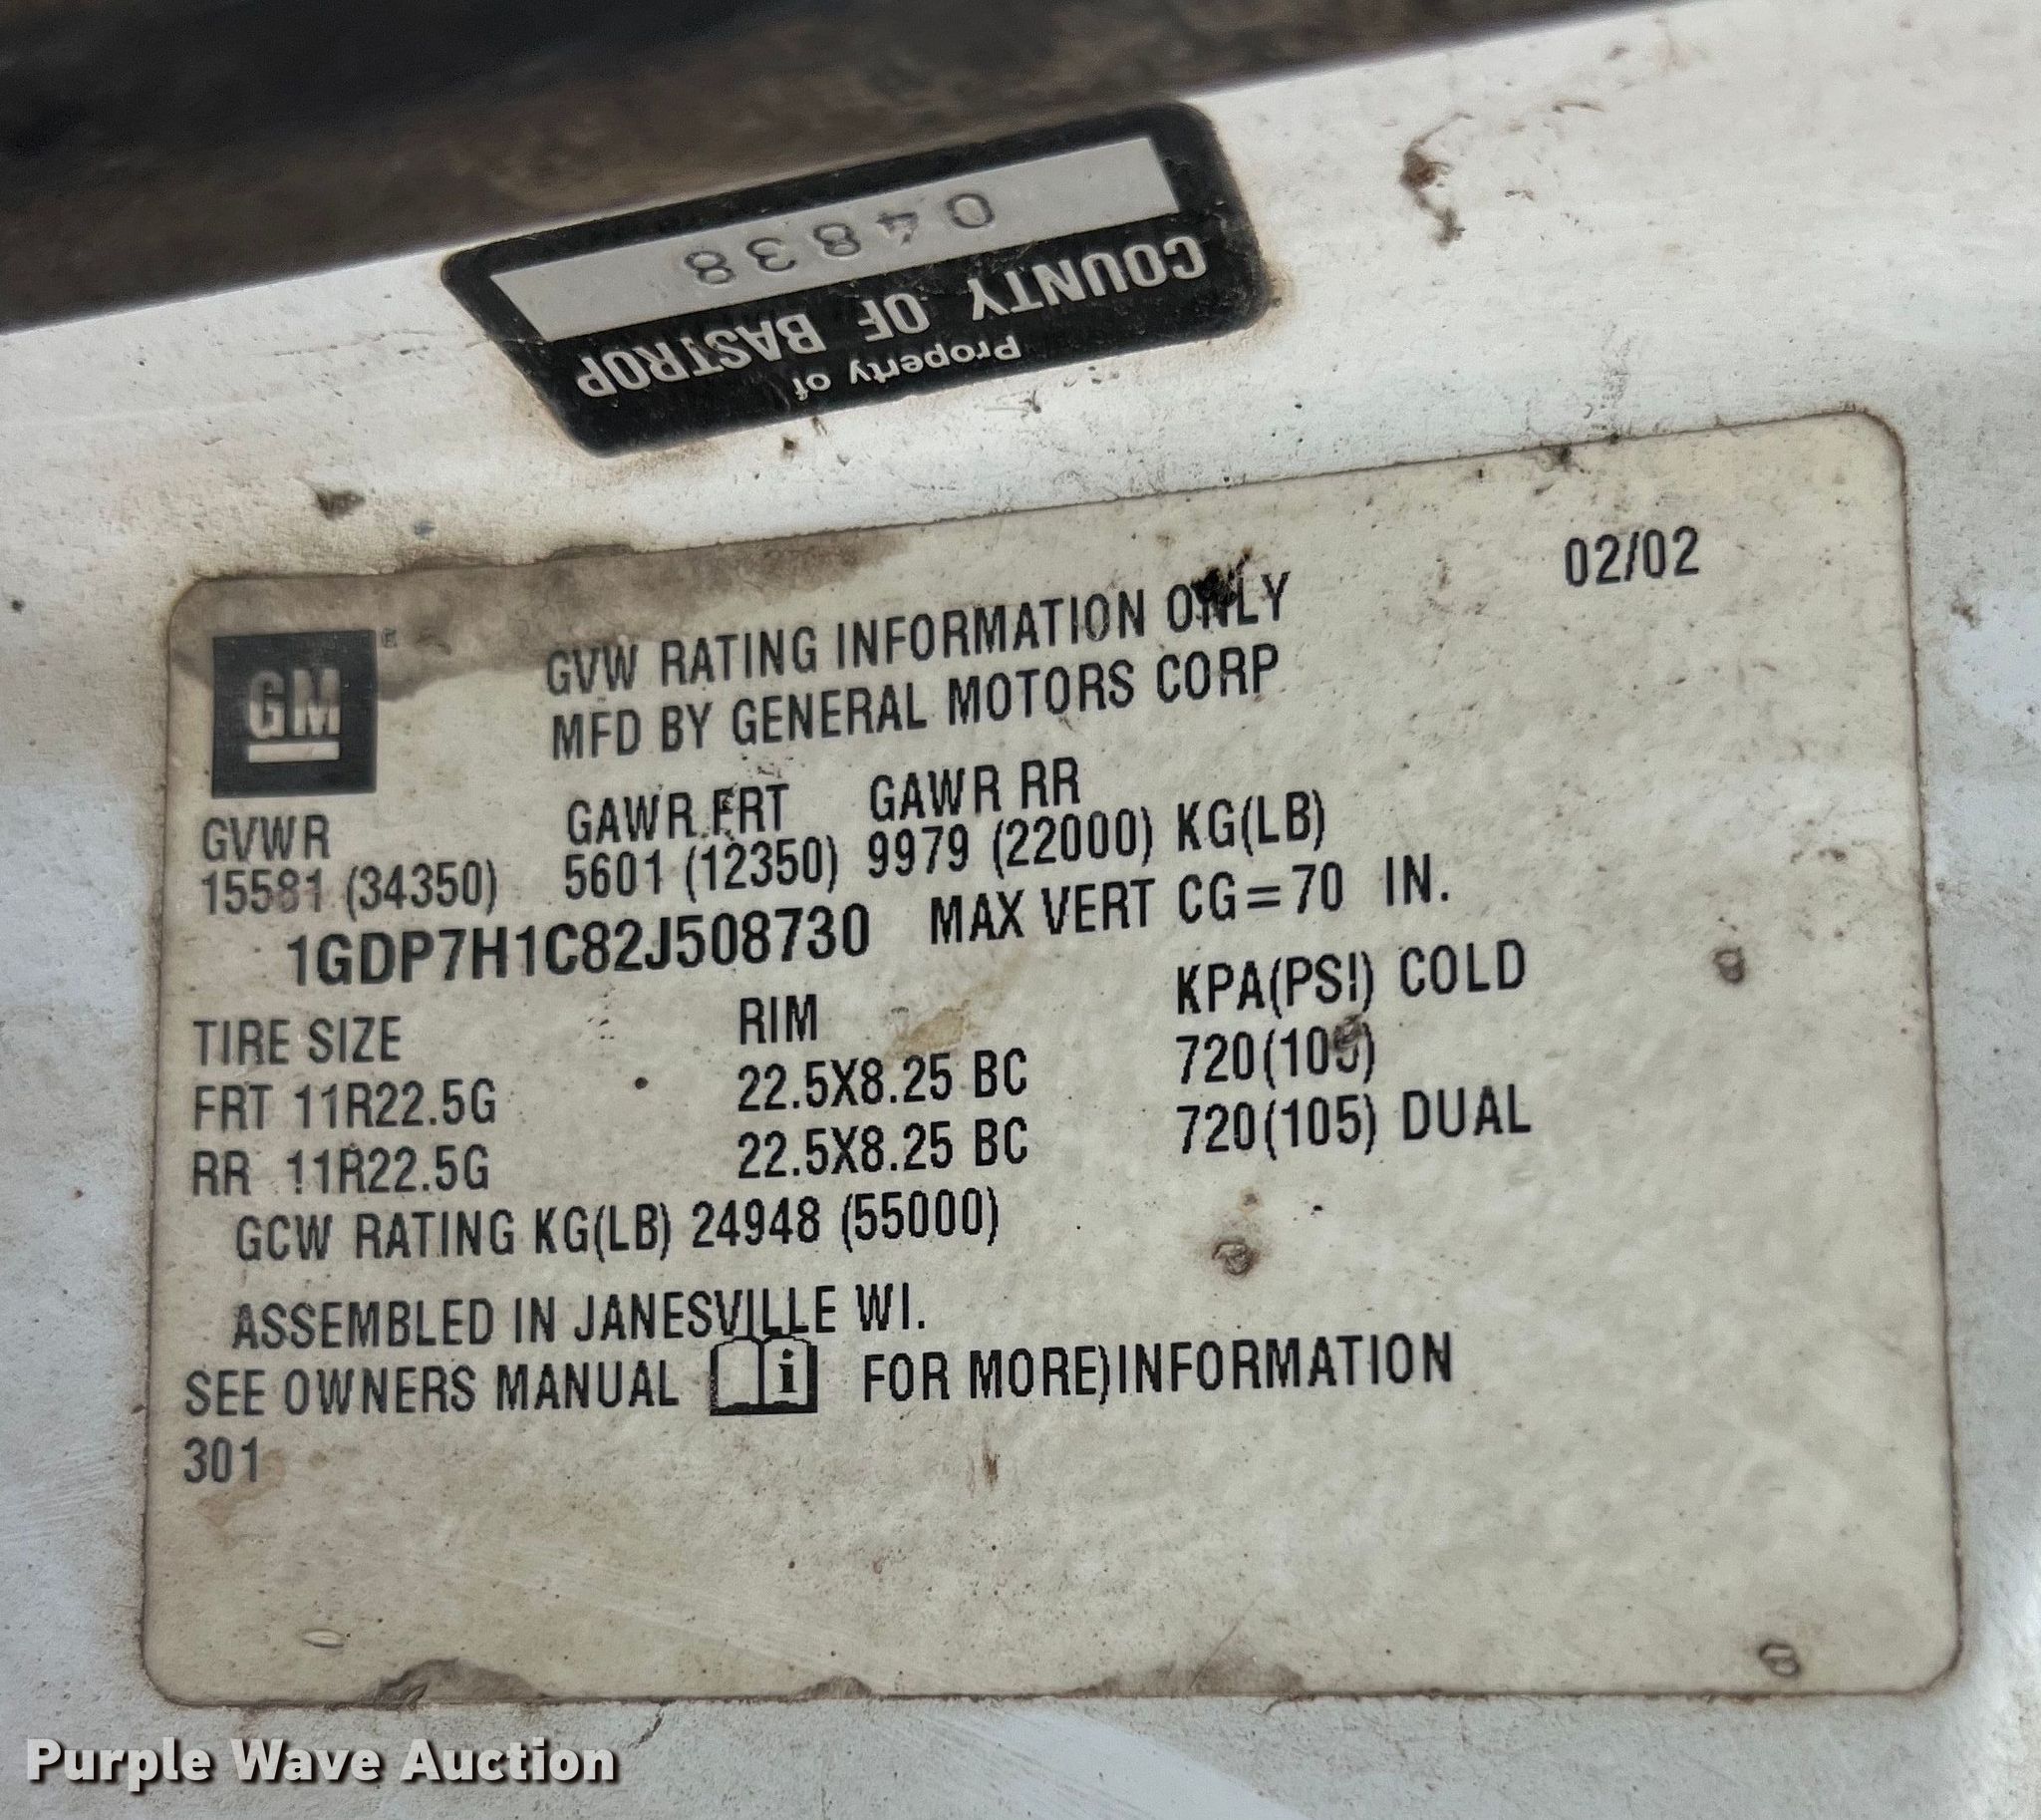 Property of
COUNTY OF BASTROP
04838
02/02
GM
GVW RATING INFORMATION ONLY
MFD BY GENERAL MOTORS CORP
GVWR GAWR FRT GAWR RR
15581 (34350) 5601 (12350) 9979 (22000) KG(LB)
1GDP7H1C82J508730 MAX VERT CG=70 IN.
TIRE SIZE RIM KPA(PSI) COLD
FRT 11R22.5G 22.5X8.25 BC 720(105)
RR 11R22.5G 22.5X8.25 BC 720(105) DUAL
GCW RATING KG(LB) 24948 (55000)
ASSEMBLED IN JANESVILLE WI.
SEE OWNERS MANUAL i FOR MORE)INFORMATION
301
Purple Wave Auction